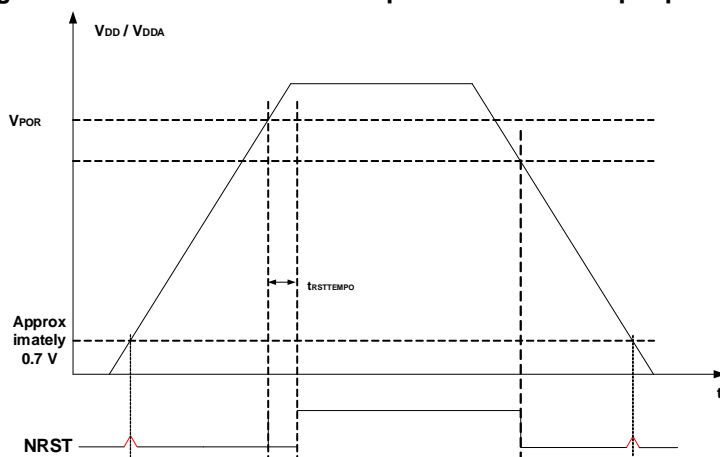 VDD / VDDA
VPOR
tRSTTEMPO
Approx
imately
0.7 V
t
NRST